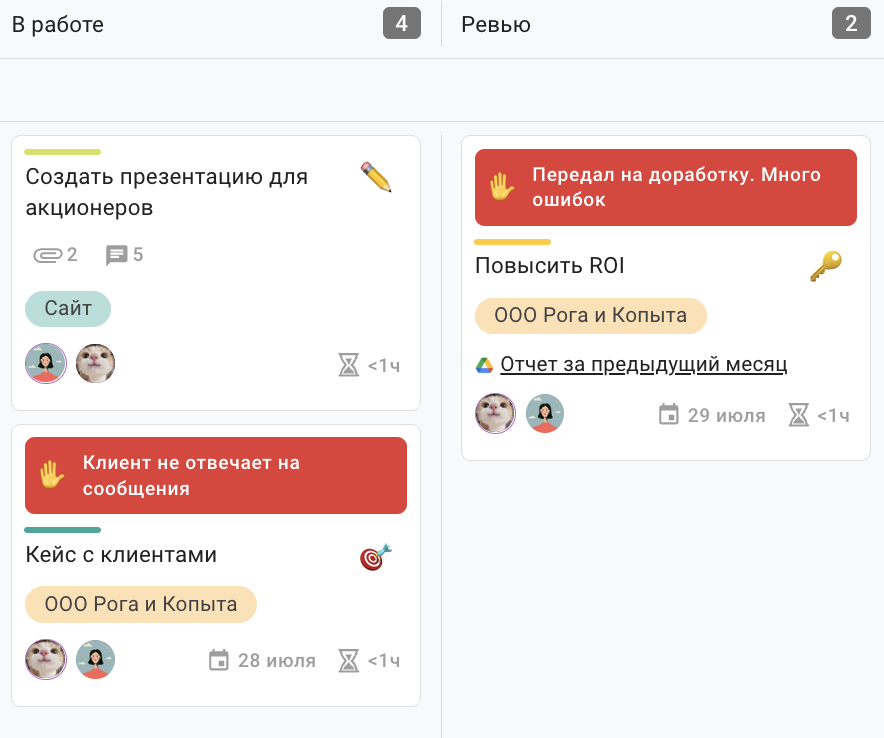 В работе
4
Создать презентацию для
акционеров
2
5
Сайт
<1ч
Клиент не отвечает на
сообщения
Кейс с клиентами
ООО Рога и Копыта
28 июля
<1ч
Ревью
2
Передал на доработку. Много
ошибок
Повысить ROI
ООО Рога и Копыта
Отчет за предыдущий месяц
29 июля
<1ч